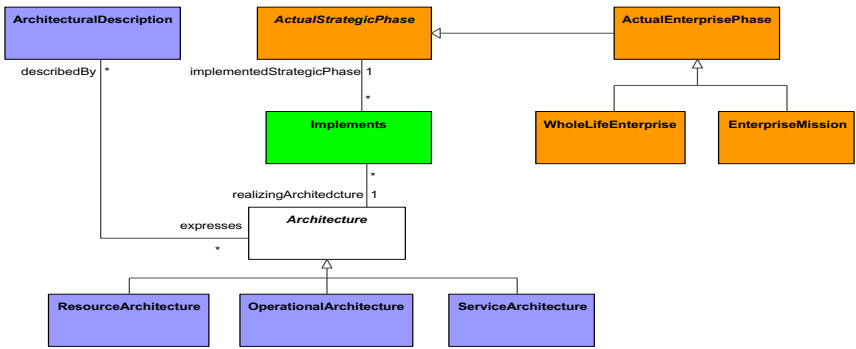 ArchitecturalDescription
ActualStrategicPhase
ActualEnterprisePhase
describedBy
*
implementedStrategicPhase
1
*
Implements
WholeLifeEnterprise
EnterpriseMission
*
realizingArchitedcture
1
Architecture
expresses
*
ResourceArchitecture
OperationalArchitecture
ServiceArchitecture